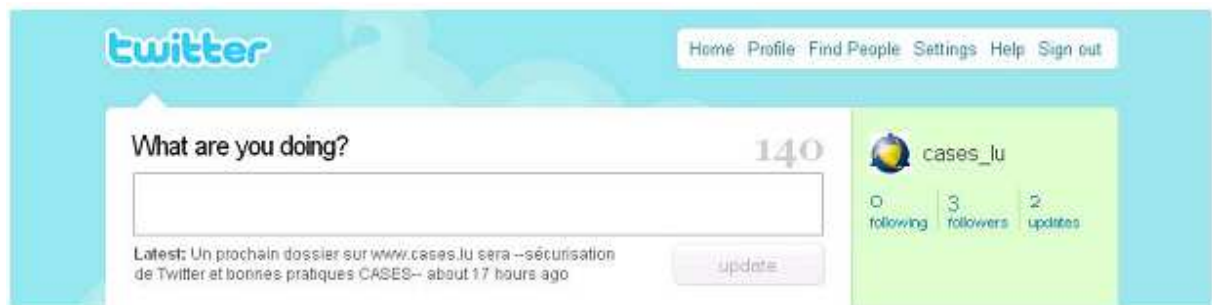 twitter
Home Profile Find People Settings Help Sign out
What are you doing?
140
Latest: Un prochain dossier sur www.cases.lu sera --sécurisation
de Twitter et bonnes pratiques CASES-- about 17 hours ago
update
cases_lu
0 3 2
following followers updates